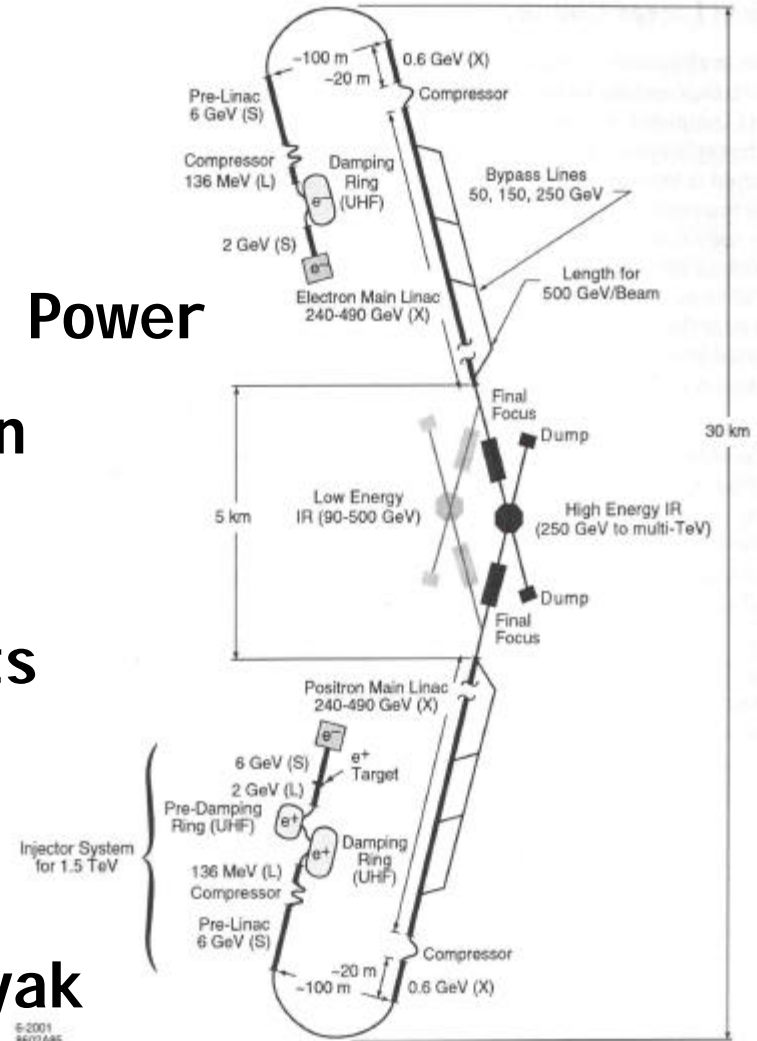 ~100 m
0.6 GeV (X)
~20 m
Compressor
Pre-Linac
6 GeV (S)
Compressor
136 MeV (L)
Damping
Ring
(UHF)
e-
Bypass Lines
50, 150, 250 GeV
2 GeV (S)
e-
Length for
500 GeV/Beam
Electron Main Linac
240-490 GeV (X)
Power
Final
Focus
Dump
30 km
5 km
Low Energy
IR (90-500 GeV)
High Energy IR
(250 GeV to multi-TeV)
Dump
Final
Focus
Positron Main Linac
240-490 GeV (X)
e-
6 GeV (S)
e+
Target
2 GeV (L)
Pre-Damping
Ring (UHF)
e+
e+
Damping
Ring
(UHF)
Injector System
for 1.5 TeV
136 MeV (L)
Compressor
Pre-Linac
6 GeV (S)
Compressor
~20 m
~100 m
0.6 GeV (X)
yak
6-2001